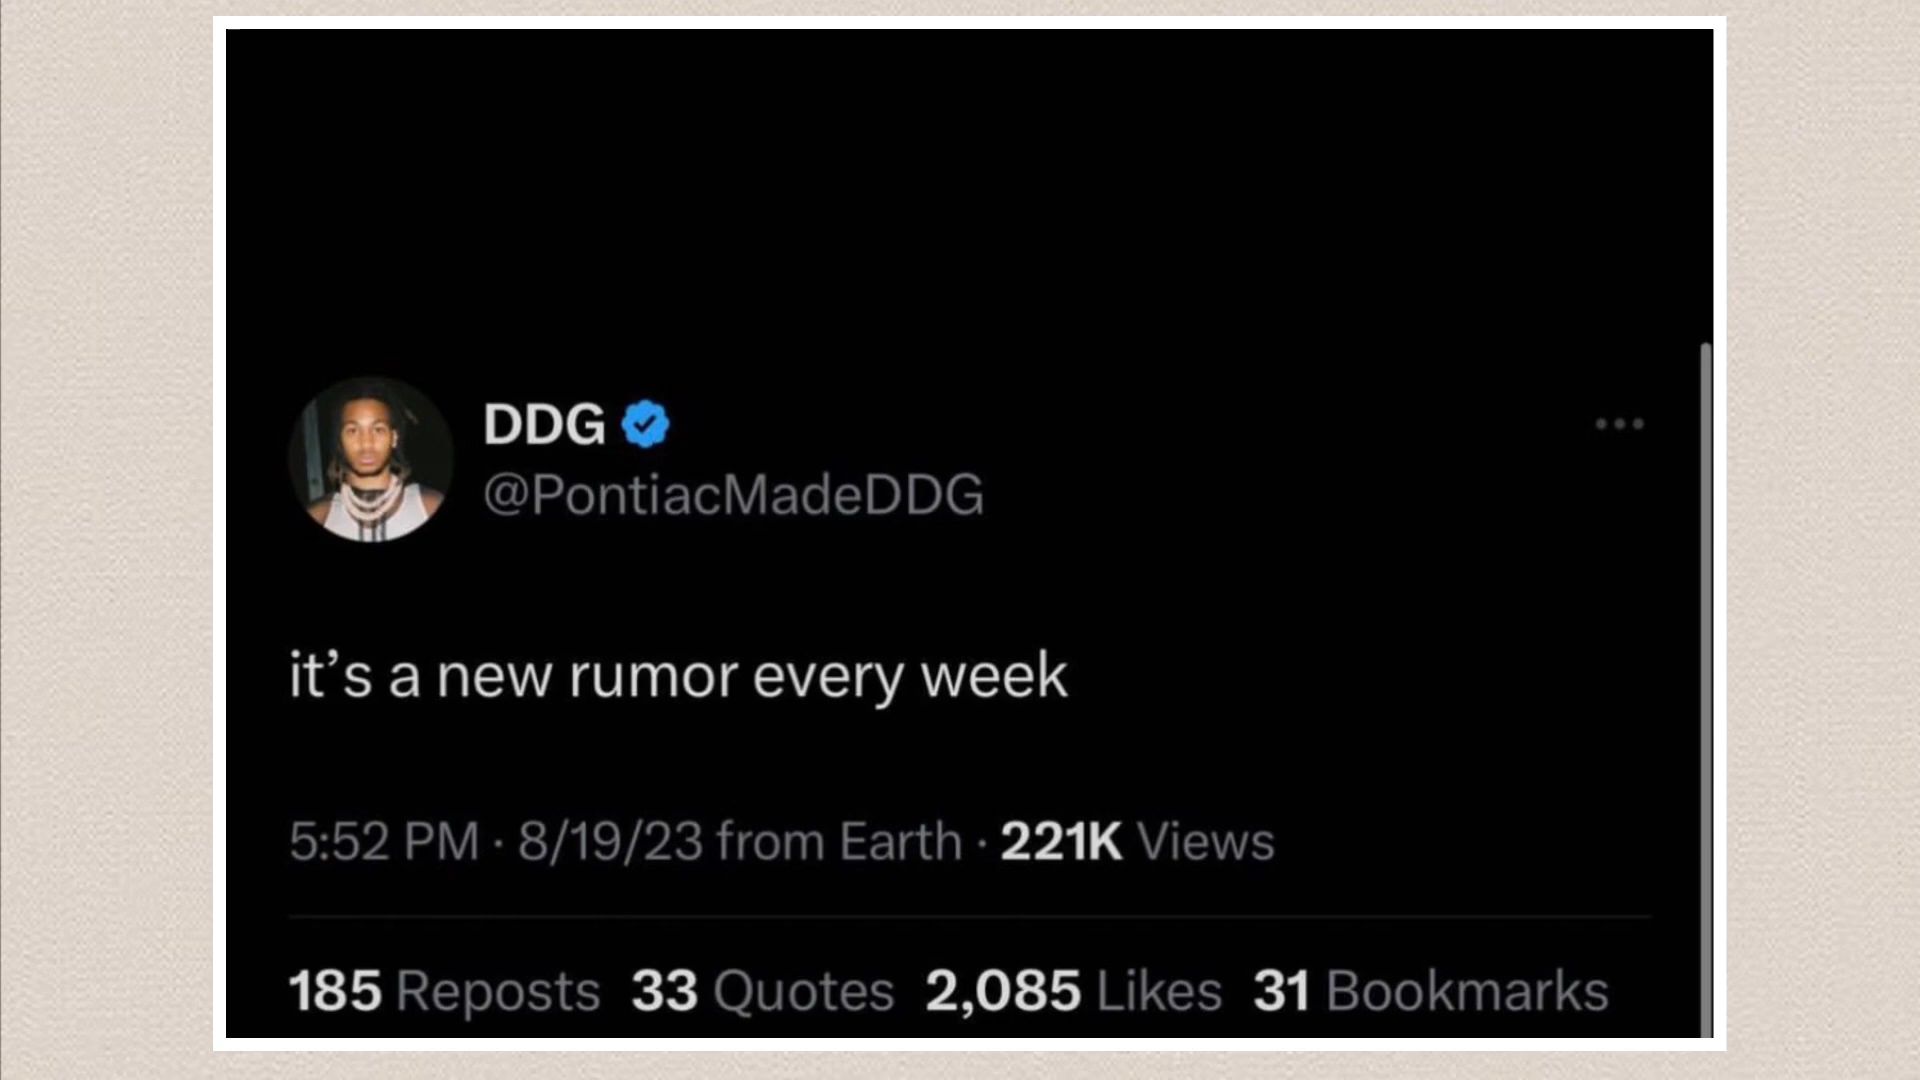 DDG
@PontiacMadeDDG
it’s a new rumor every week
5:52 PM · 8/19/23 from Earth · 221K Views
185 Reposts 33 Quotes 2,085 Likes 31 Bookmarks